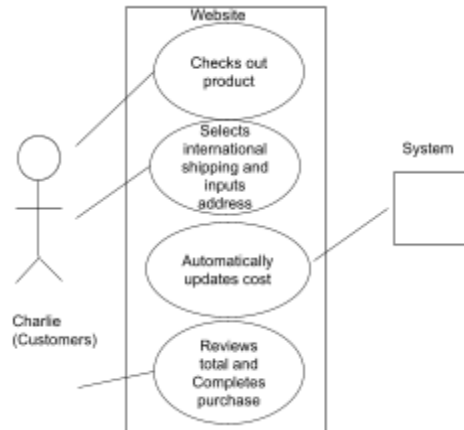 Website
Checks out
product
Selects
international
shipping and
inputs
address
System
Automatically
updates cost
Charlie
(Customers)
Reviews
total and
Completes
purchase